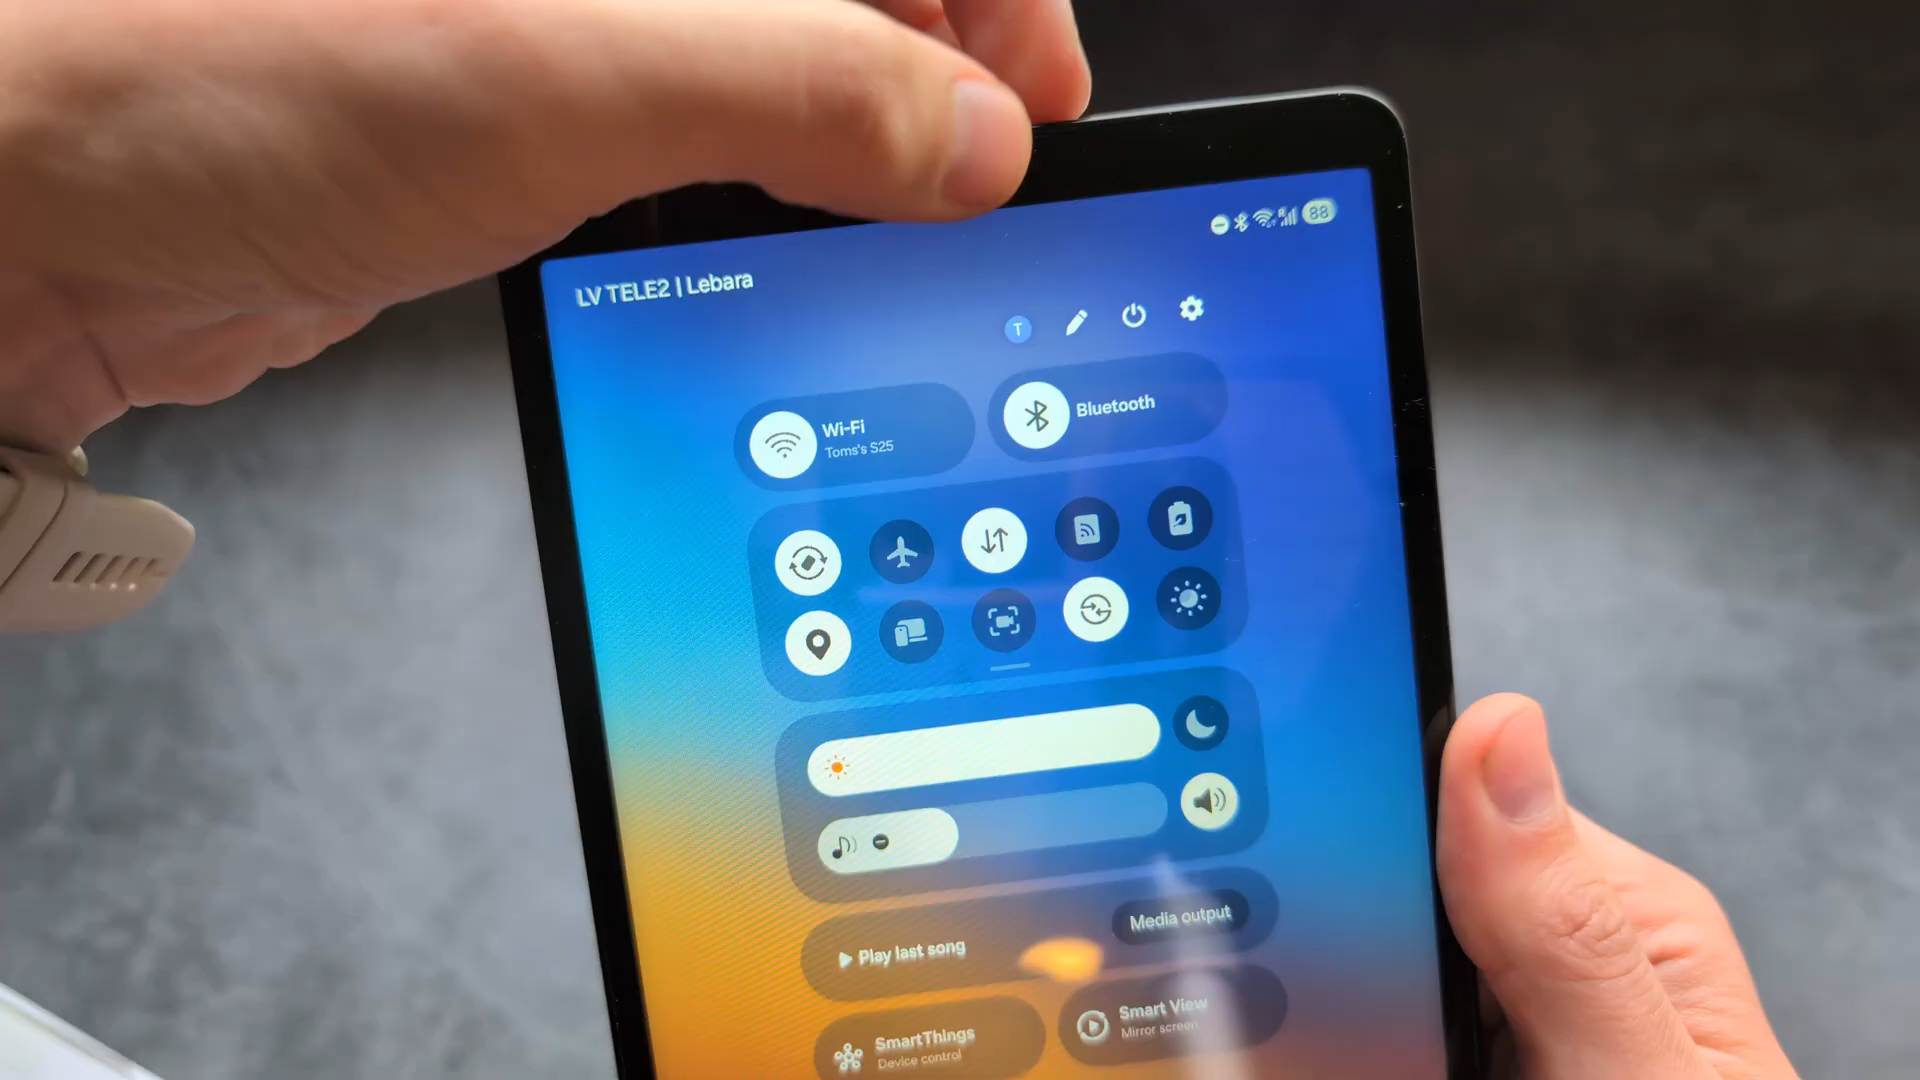 LV TELE2 | Lebara
88
T
Wi-Fi
Toms's S25
Bluetooth
Play last song
Media output
SmartThings
Device control
Smart View
Mirror screen